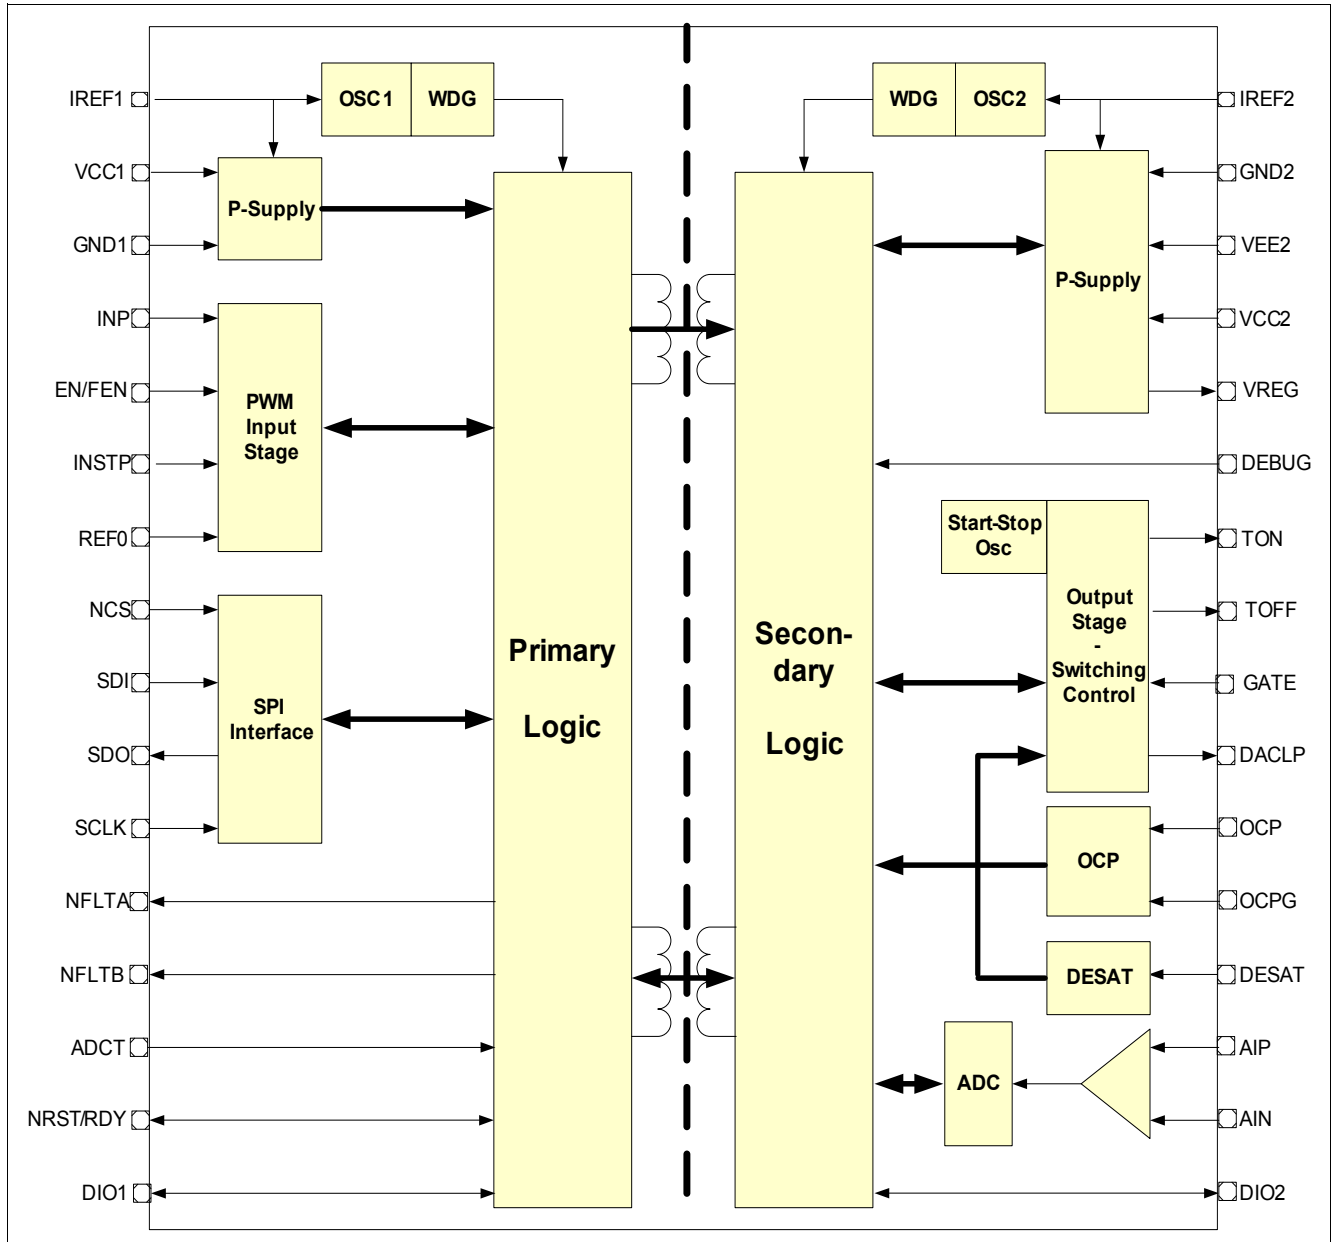 IREF1
OSC1
WDG
WDG
OSC2
IREF2
VCC1
P-Supply
GND1
GND2
VEE2
P-Supply
VCC2
VREG
INP
EN/FEN
PWM
Input
Stage
INSTP
REF0
DEBUG
Start-Stop
Osc
TON
Output
Stage
-
Switching
Control
TOFF
GATE
DACLP
NCS
SDI
SPI
Interface
SDO
SCLK
Primary
Logic
Secon-
dary
Logic
OCP
OCP
OCPG
NFLTA
NFLTB
DESAT
DESAT
ADCT
ADC
AIP
AIN
NRST/RDY
DIO1
DIO2